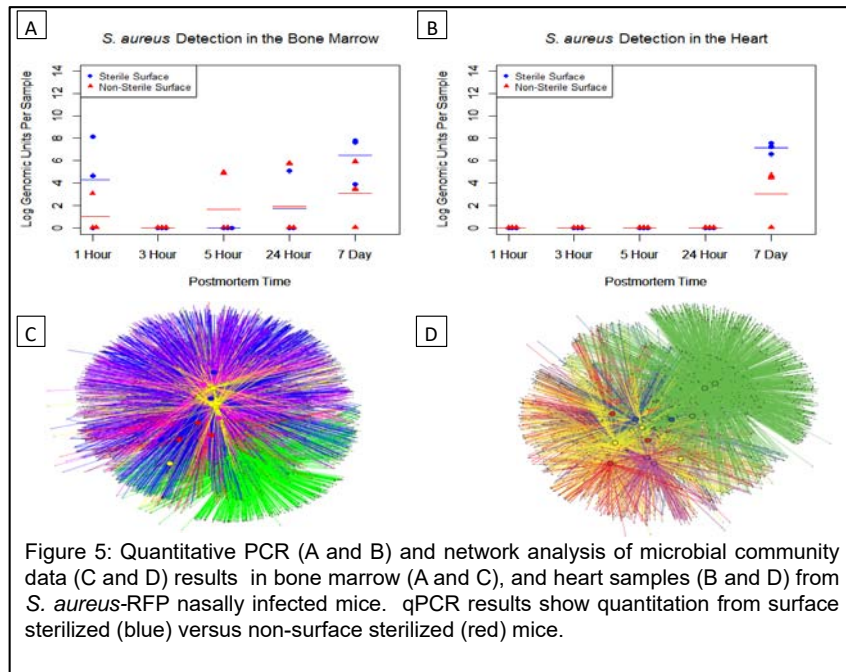 A
S. aureus Detection in the Bone Marrow
Log Genomic Units Per Sample
14
12
10
8
6
4
2
0
Sterile Surface
Non-Sterile Surface
1 Hour 3 Hour 5 Hour 24 Hour 7 Day
Postmortem Time
B
S. aureus Detection in the Heart
Log Genomic Units Per Sample
14
12
10
8
6
4
2
0
Sterile Surface
Non-Sterile Surface
1 Hour 3 Hour 5 Hour 24 Hour 7 Day
Postmortem Time
C
D
Figure 5: Quantitative PCR (A and B) and network analysis of microbial community
data (C and D) results in bone marrow (A and C), and heart samples (B and D) from
S. aureus-RFP nasally infected mice. qPCR results show quantitation from surface
sterilized (blue) versus non-surface sterilized (red) mice.